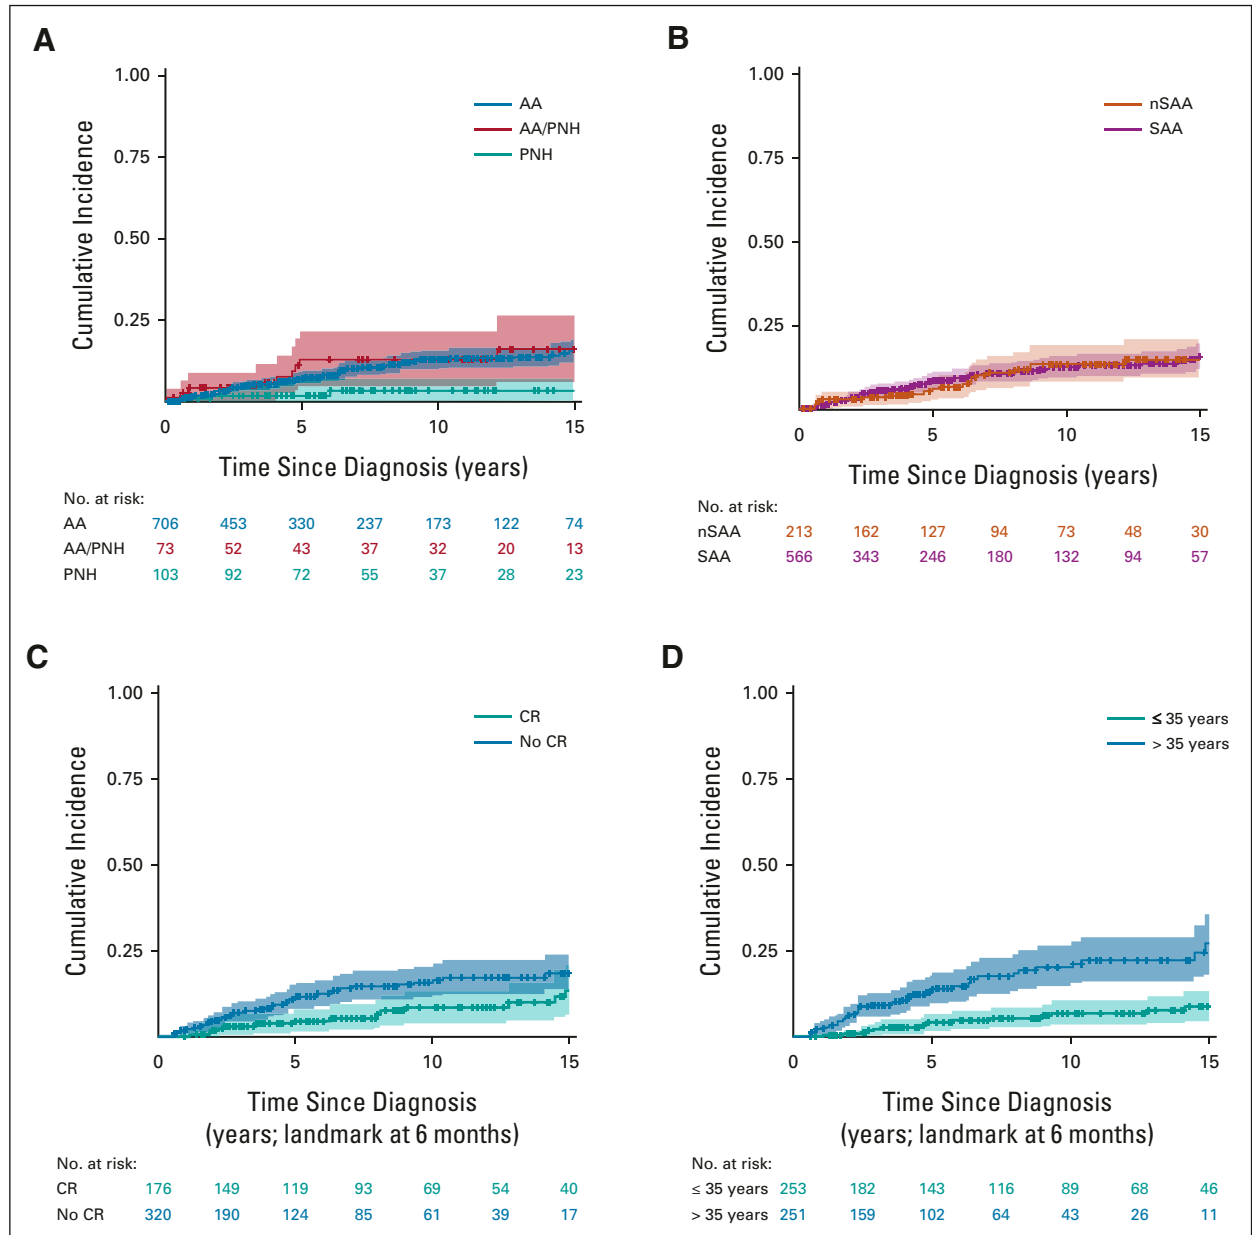 A
1.00
0.75
0.50
0.25
Cumulative Incidence
AA
AA/PNH
PNH
0 5 10 15
Time Since Diagnosis (years)
No. at risk:
AA 706 453 330 237 173 122 74
AA/PNH 73 52 43 37 32 20 13
PNH 103 92 72 55 37 28 23
B
1.00
0.75
0.50
0.25
Cumulative Incidence
nSAA
SAA
0 5 10 15
Time Since Diagnosis (years)
No. at risk:
nSAA 213 162 127 94 73 48 30
SAA 566 343 246 180 132 94 57
C
1.00
0.75
0.50
0.25
Cumulative Incidence
CR
No CR
0 5 10 15
Time Since Diagnosis
(years; landmark at 6 months)
No. at risk:
CR 176 149 119 93 69 54 40
No CR 320 190 124 85 61 39 17
D
1.00
0.75
0.50
0.25
Cumulative Incidence
≤ 35 years
> 35 years
0 5 10 15
Time Since Diagnosis
(years; landmark at 6 months)
No. at risk:
≤ 35 years 253 182 143 116 89 68 46
> 35 years 251 159 102 64 43 26 11